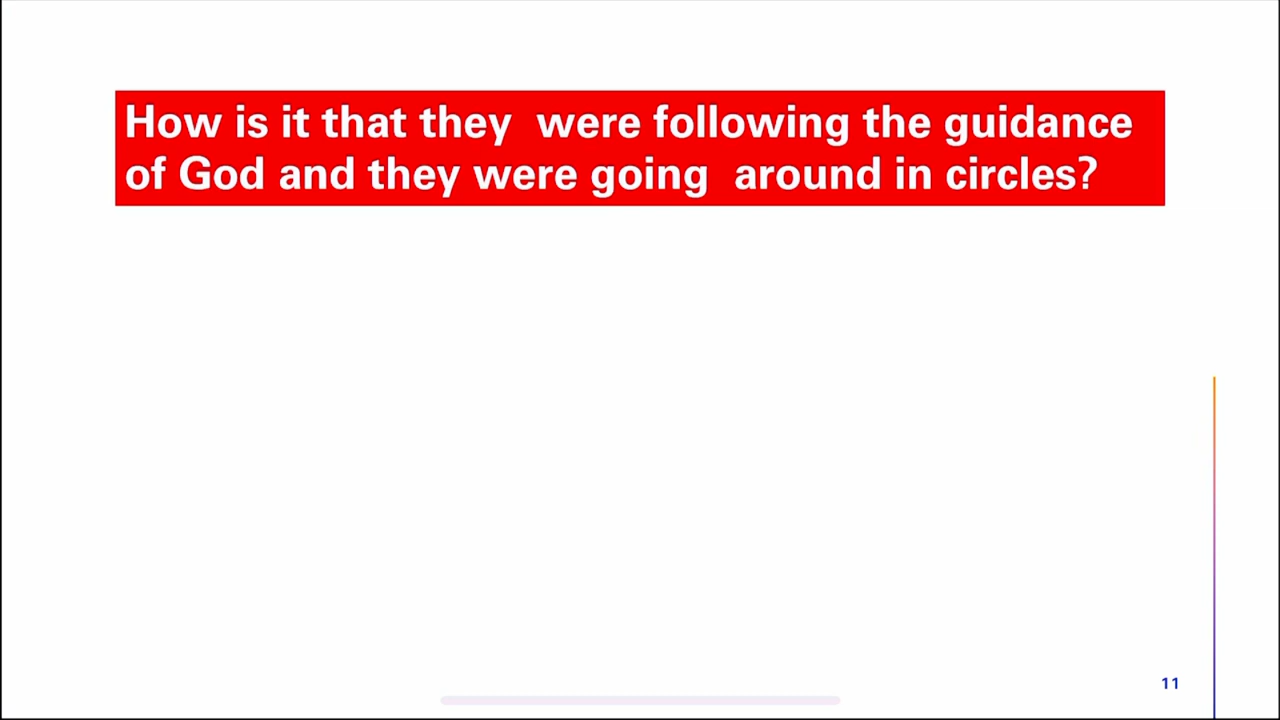 How is it that they  were following the guidance
of God and they were going  around in circles?
11